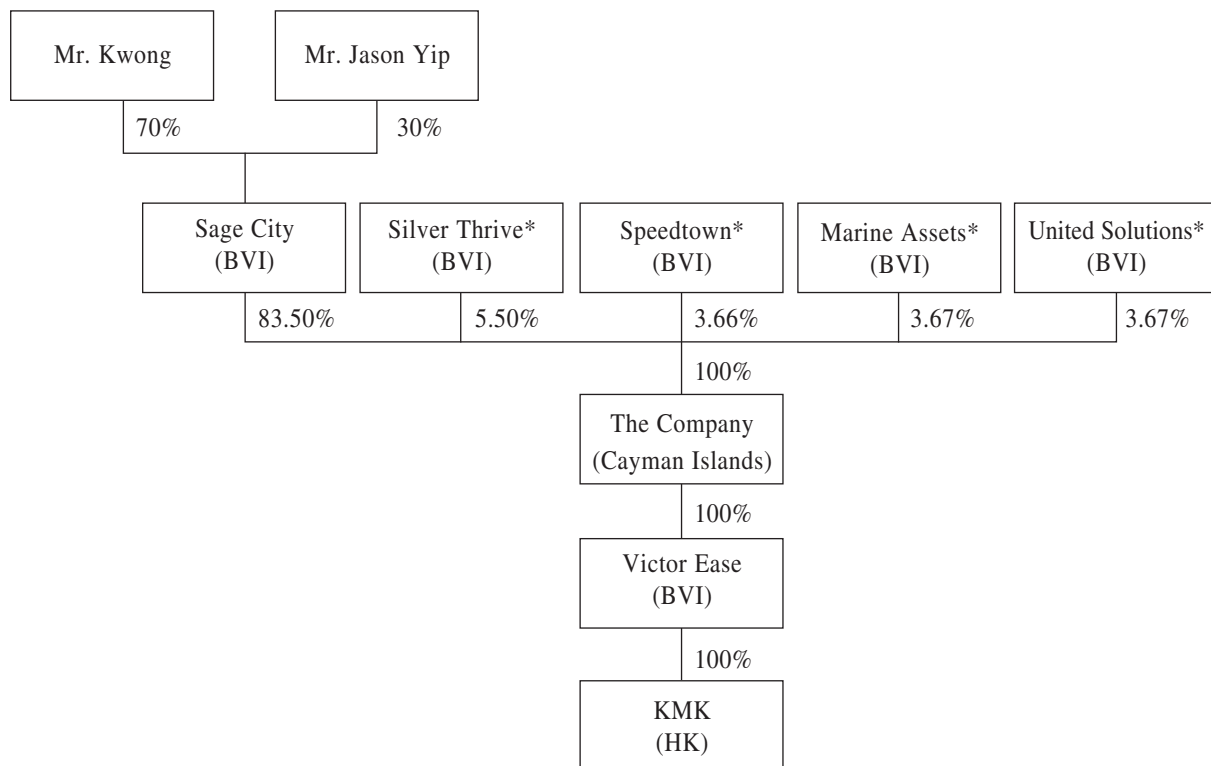 Mr. Kwong
Mr. Jason Yip
70%
30%
Sage City
(BVI)
Silver Thrive*
(BVI)
Speedtown*
(BVI)
Marine Assets*
(BVI)
United Solutions*
(BVI)
83.50%
5.50%
3.66%
3.67%
3.67%
100%
The Company
(Cayman Islands)
100%
Victor Ease
(BVI)
100%
KMK
(HK)